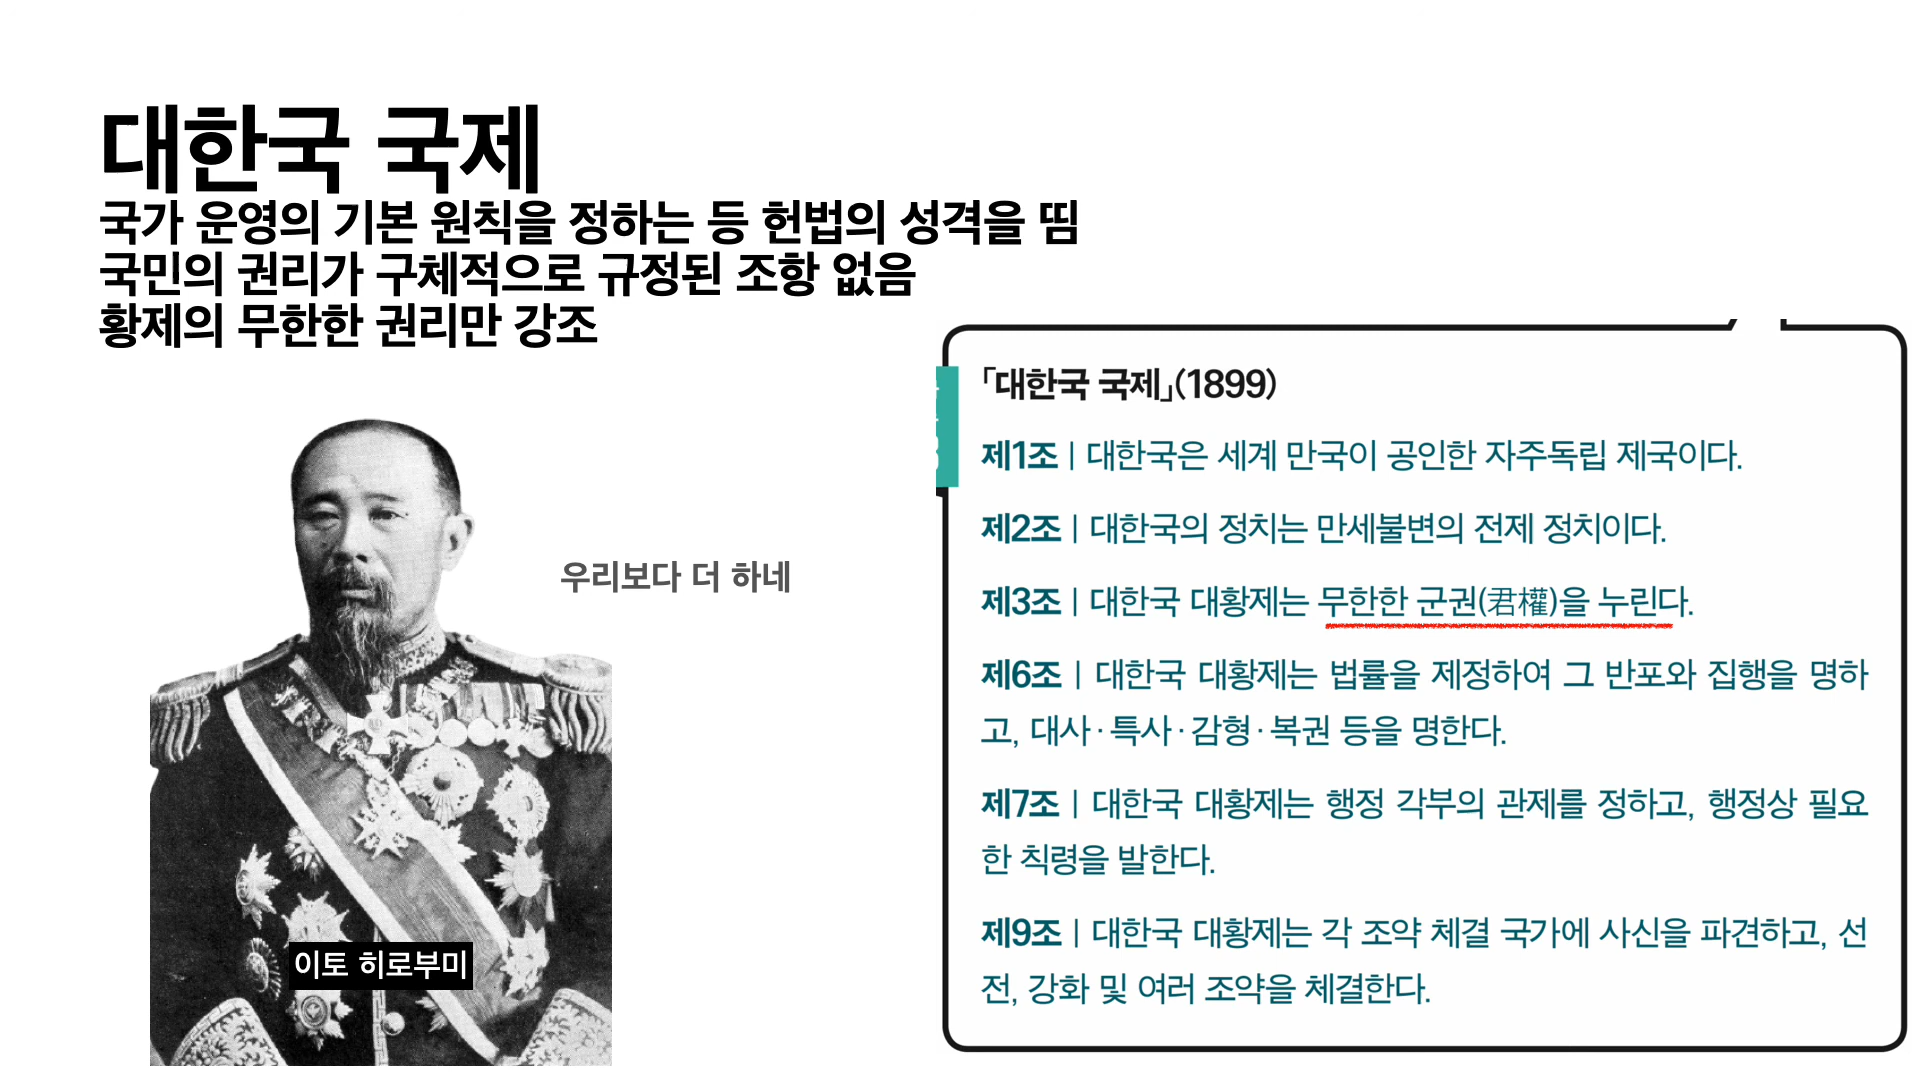 대한국 국제
국가 운영의 기본 원칙을 정하는 등 헌법의 성격을 띰
국민의 권리가 구체적으로 규정된 조항 없음
황제의 무한한 권리만 강조
우리보다 더 하네
이토 히로부미
「대한국 국제」(1899)
제1조 | 대한국은 세계 만국이 공인한 자주독립 제국이다.
제2조 | 대한국의 정치는 만세불변의 전제 정치이다.
제3조 | 대한국 대황제는 무한한 군권(君權)을 누린다.
제6조 | 대한국 대황제는 법률을 제정하여 그 반포와 집행을 명하
고, 대사·특사·감형·복권 등을 명한다.
제7조 | 대한국 대황제는 행정 각부의 관제를 정하고, 행정상 필요
한 칙령을 발한다.
제9조 | 대한국 대황제는 각 조약 체결 국가에 사신을 파견하고, 선
전, 강화 및 여러 조약을 체결한다.